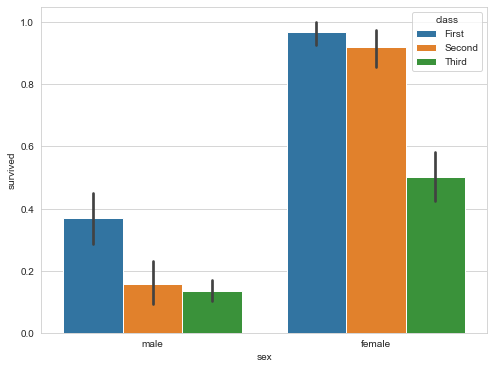 class
First
Second
Third
1.0
0.8
0.6
0.4
0.2
0.0
survived
male
female
sex